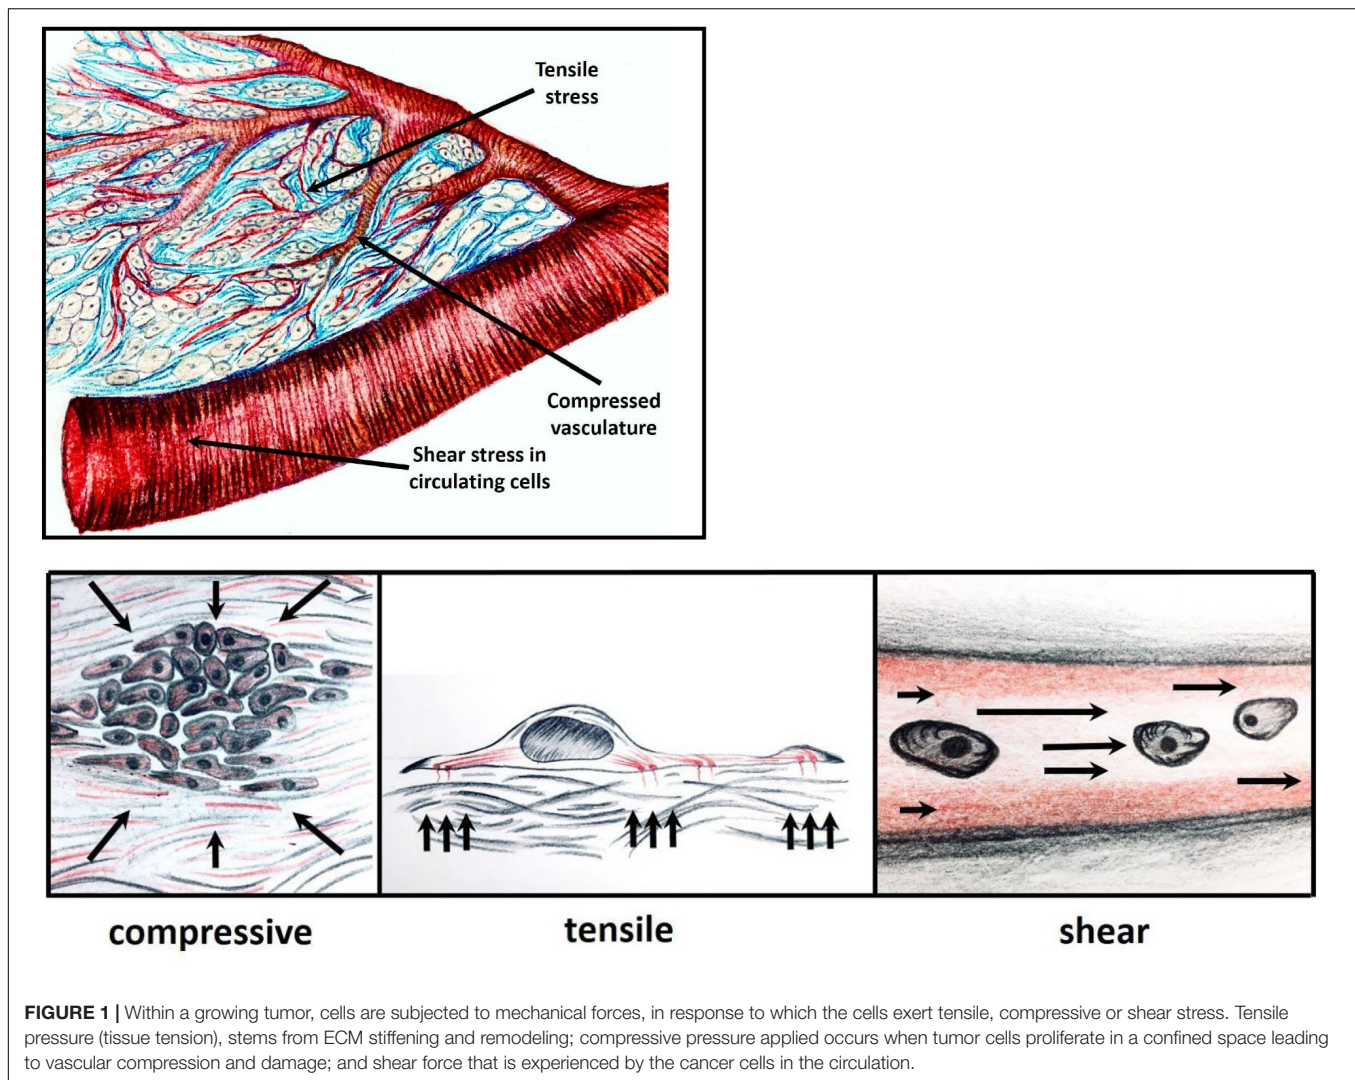 Tensile
stress
Compressed
vasculature
Shear stress in
circulating cells
compressive
tensile
shear
FIGURE 1 | Within a growing tumor, cells are subjected to mechanical forces, in response to which the cells exert tensile, compressive or shear stress. Tensile
pressure (tissue tension), stems from ECM stiffening and remodeling; compressive pressure applied occurs when tumor cells proliferate in a confined space leading
to vascular compression and damage; and shear force that is experienced by the cancer cells in the circulation.